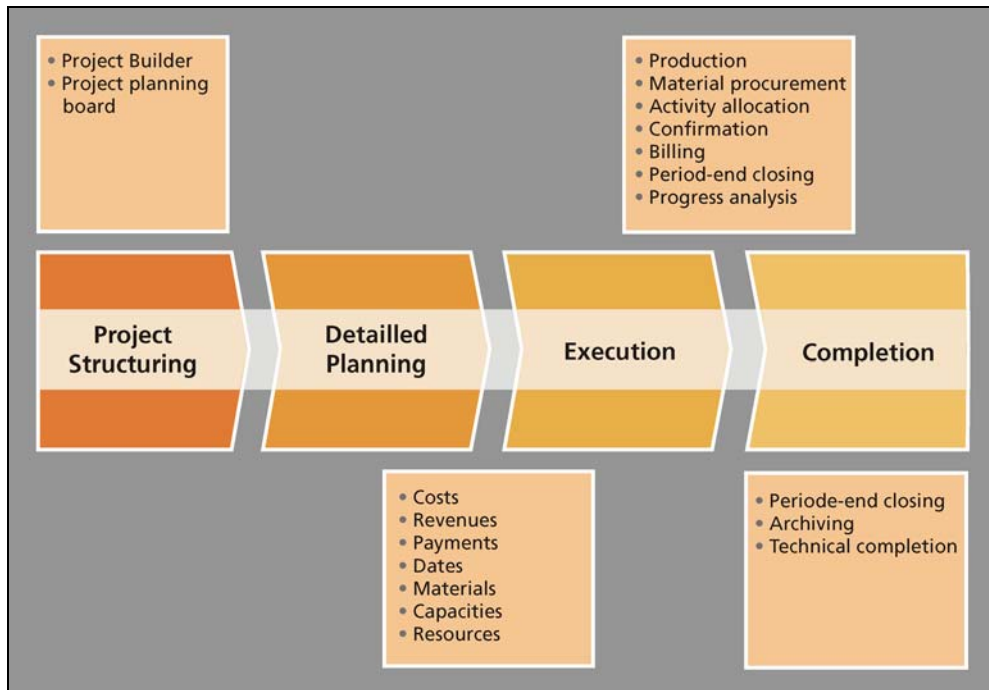 • Project Builder
• Project planning
board
• Production
• Material procurement
• Activity allocation
• Confirmation
• Billing
• Period-end closing
• Progress analysis
Project
Structuring
Detailled
Planning
Execution
Completion
• Costs
• Revenues
• Payments
• Dates
• Materials
• Capacities
• Resources
• Periode-end closing
• Archiving
• Technical completion